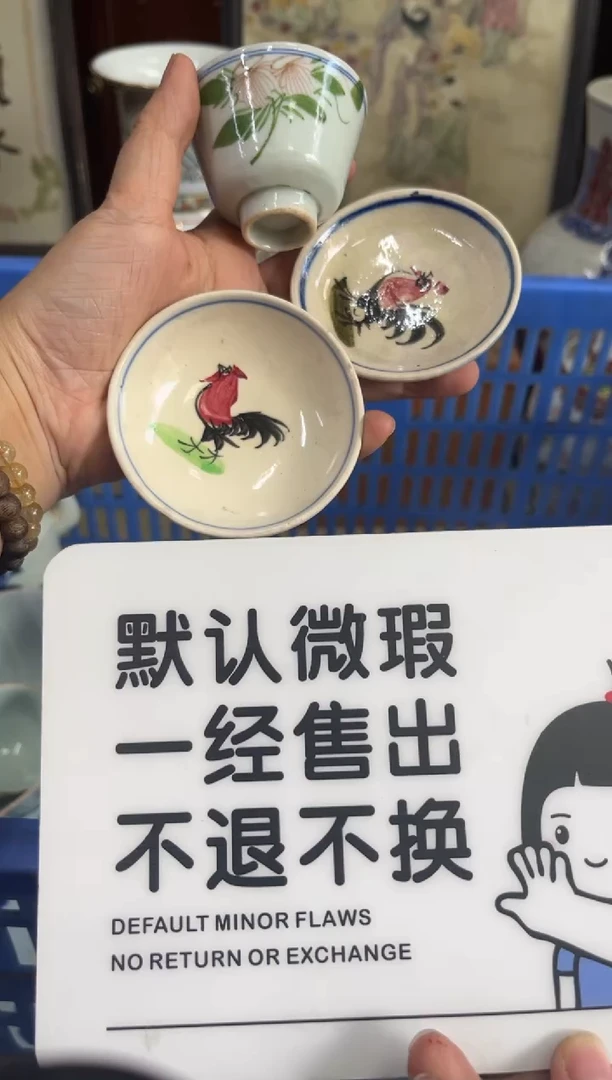 默认微瑕
一经售出
不退不换
DEFAULT MINOR FLAWS
NO RETURN OR EXCHANGE